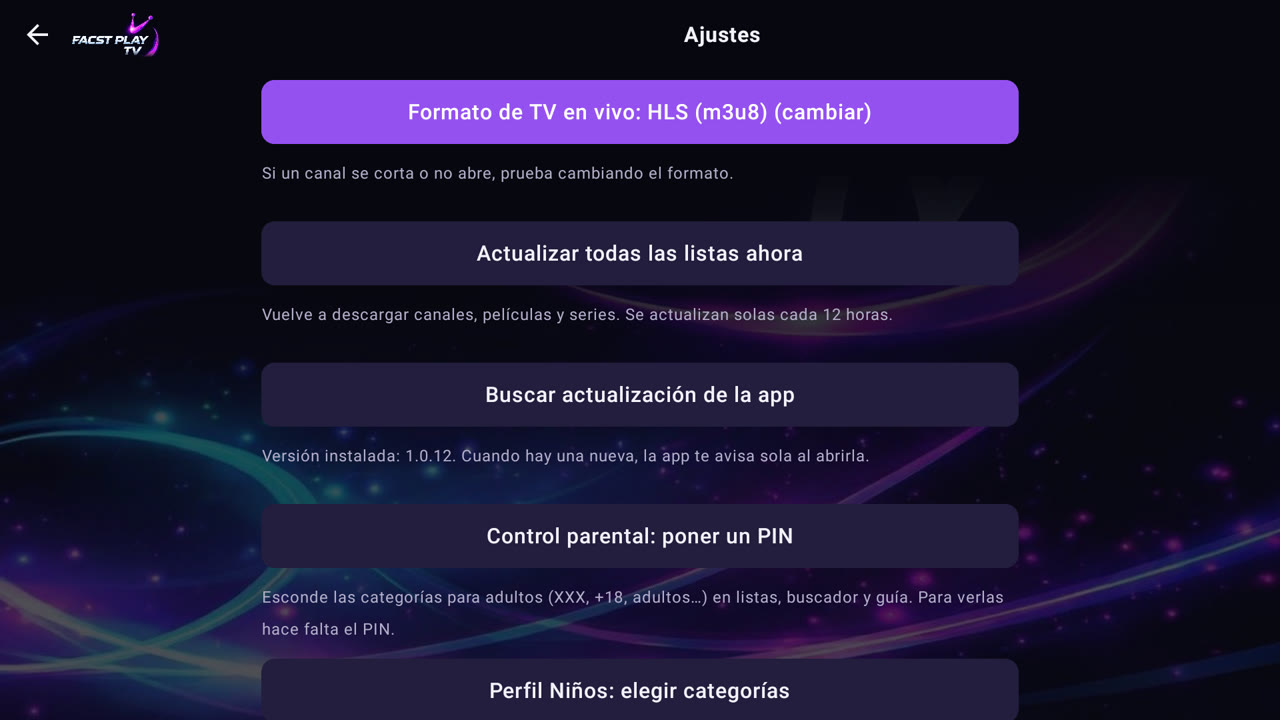 FACST PLAY
TV
Ajustes
Formato de TV en vivo: HLS (m3u8) (cambiar)
Si un canal se corta o no abre, prueba cambiando el formato.
Actualizar todas las listas ahora
Vuelve a descargar canales, películas y series. Se actualizan solas cada 12 horas.
Buscar actualización de la app
Versión instalada: 1.0.12. Cuando hay una nueva, la app te avisa sola al abrirla.
Control parental: poner un PIN
Esconde las categorías para adultos (XXX, +18, adultos…) en listas, buscador y guía. Para verlas
hace falta el PIN.
Perfil Niños: elegir categorías